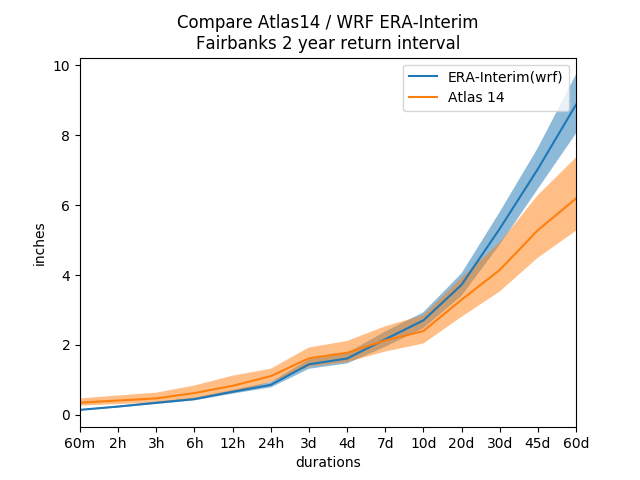 Compare Atlas14 / WRF ERA-Interim
Fairbanks 2 year return interval
ERA-Interim(wrf)
Atlas 14
inches
10
8
6
4
2
0
60m 2h 3h 6h 12h 24h 3d 4d 7d 10d 20d 30d 45d 60d
durations